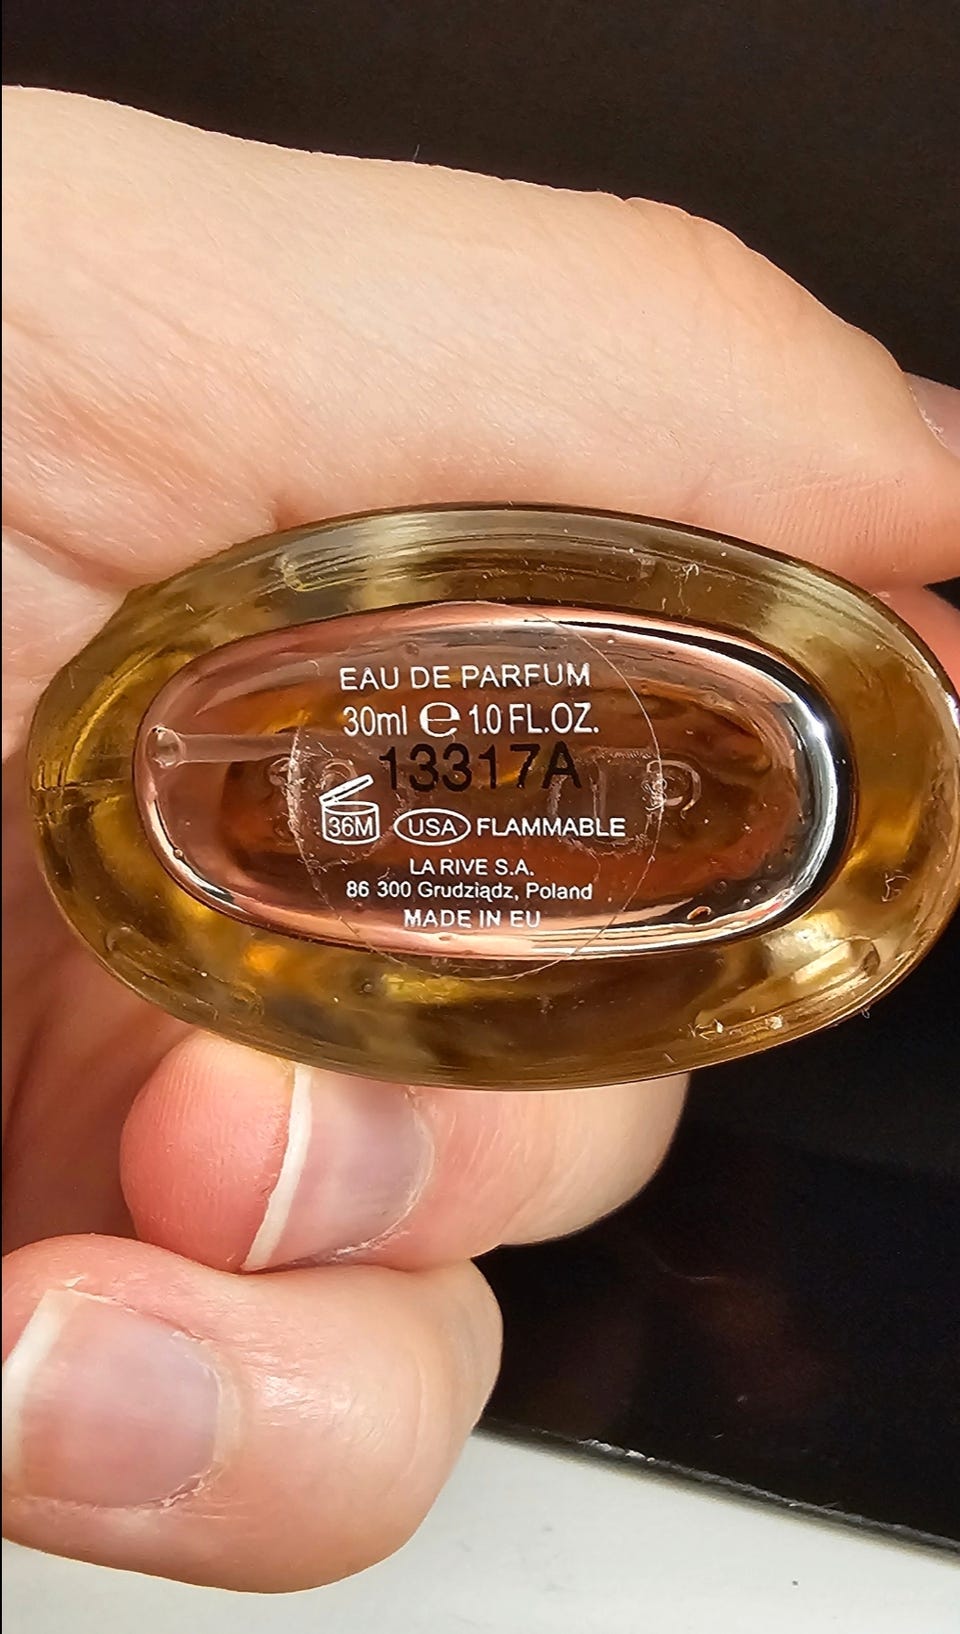 EAU DE PARFUM
30ml ℮ 1.0 FL.OZ.
13317A
36M USA FLAMMABLE
LA RIVE S.A.
86 300 Grudziądz, Poland
MADE IN EU